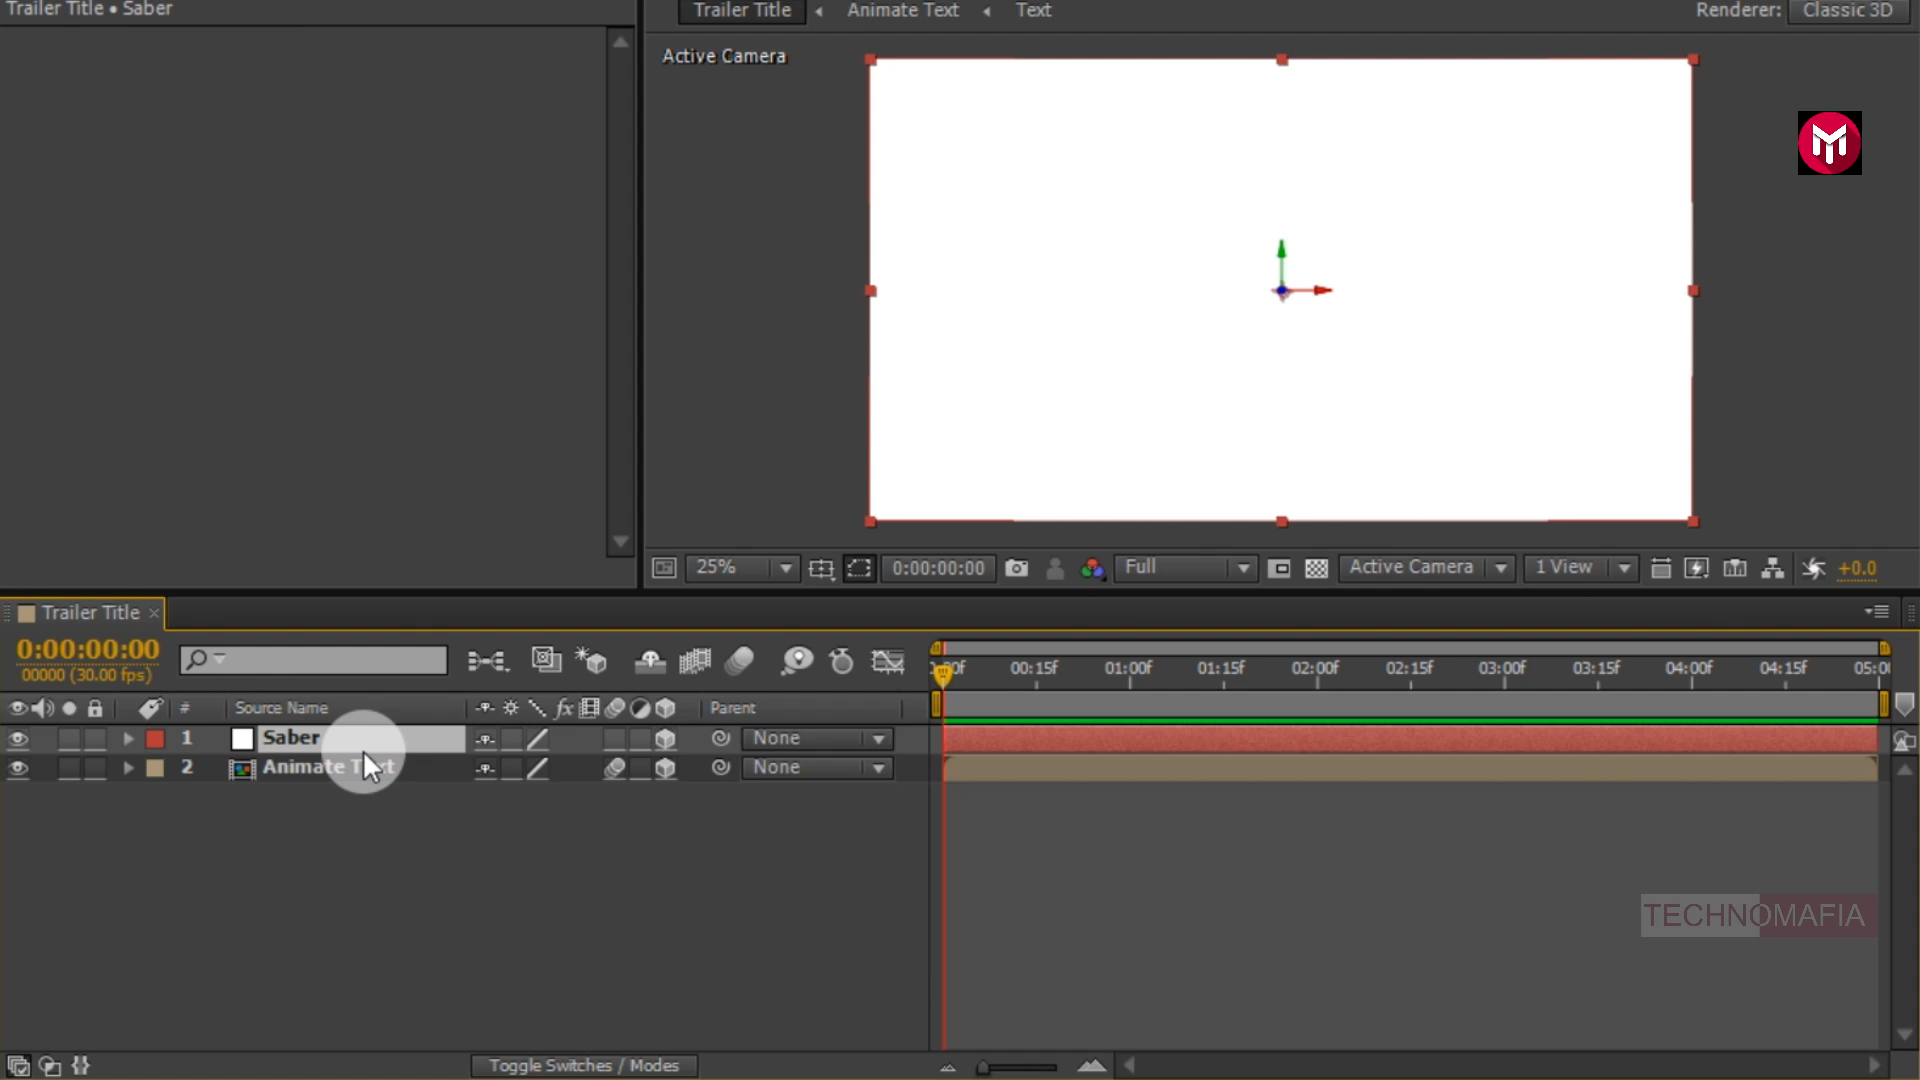 Trailer Title • Saber
Trailer Title Animate Text Text
Renderer: Classic 3D
Active Camera
25% 0:00:00:00 Full Active Camera 1 View +0.0
Trailer Title
0:00:00:00
00000 (30.00 fps)
00:15f 01:00f 01:15f 02:00f 02:15f 03:00f 03:15f 04:00f 04:15f
# Source Name fx Parent
1 Saber None
2 Animate Text None
TECHNOMAFIA
Toggle Switches / Modes